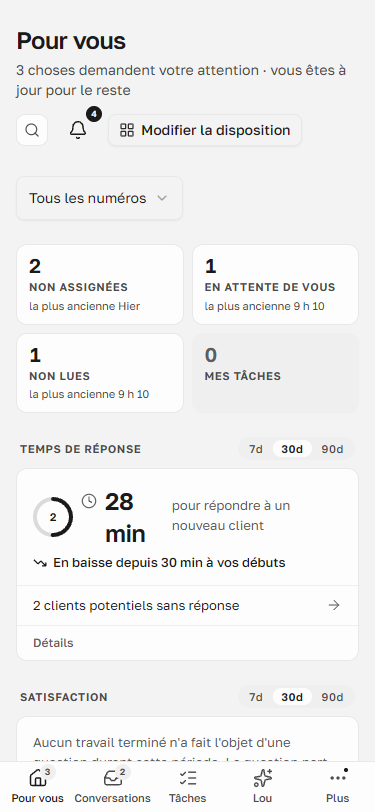 Pour vous
3 choses demandent votre attention · vous êtes à
jour pour le reste
4
Modifier la disposition
Tous les numéros
2
NON ASSIGNÉES
la plus ancienne Hier
1
EN ATTENTE DE VOUS
la plus ancienne 9 h 10
1
NON LUES
la plus ancienne 9 h 10
0
MES TÂCHES
TEMPS DE RÉPONSE
7d 30d 90d
2
28
min
pour répondre à un
nouveau client
En baisse depuis 30 min à vos débuts
2 clients potentiels sans réponse
Détails
SATISFACTION
7d 30d 90d
Aucun travail terminé n'a fait l'objet d'une
3
Pour vous
2
Conversations
Tâches
Lou
Plus